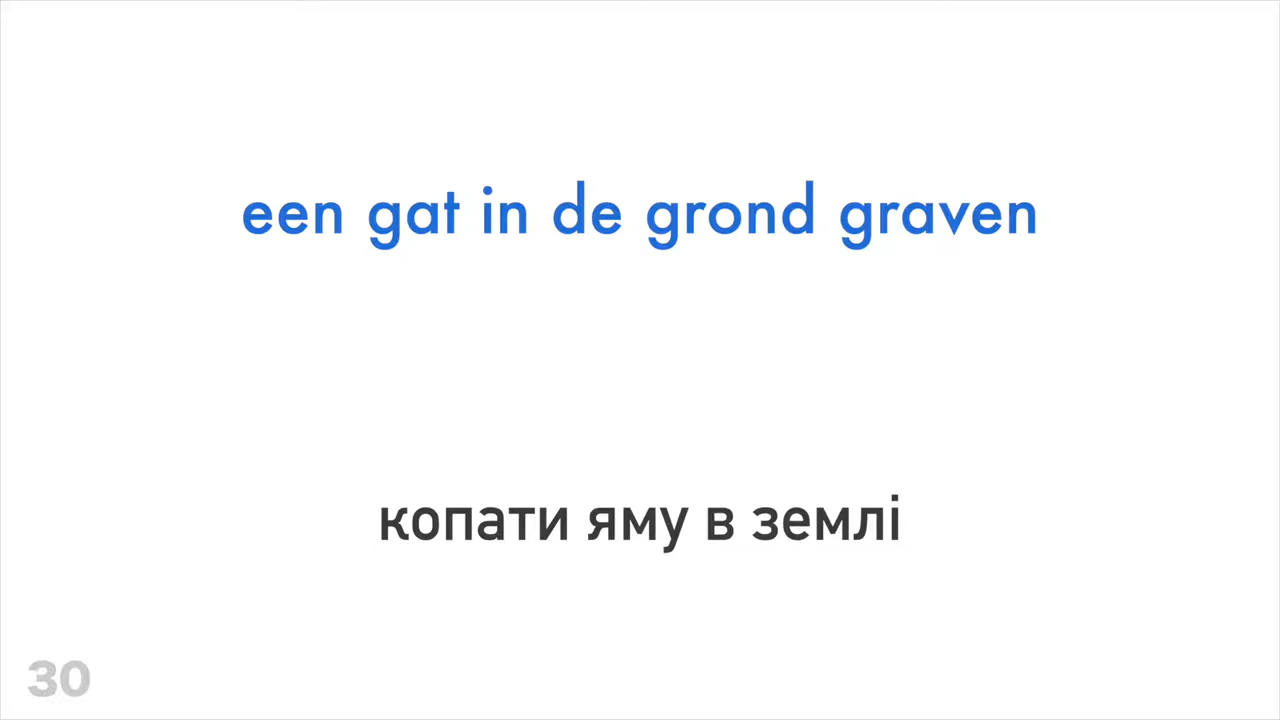 een gat in de grond graven
копати яму в землі
30